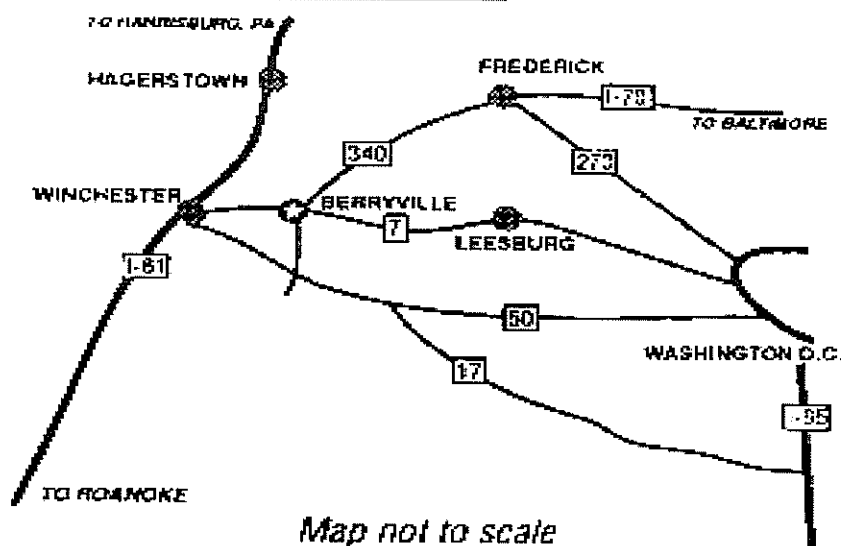 TO HARRISBURG, PA
HAGERSTOWN
FREDERICK
I-70
TO BALTIMORE
340
270
WINCHESTER
BERRYVILLE
7
LEESBURG
I-81
50
WASHINGTON D.C.
17
I-95
TO ROANOKE
Map not to scale